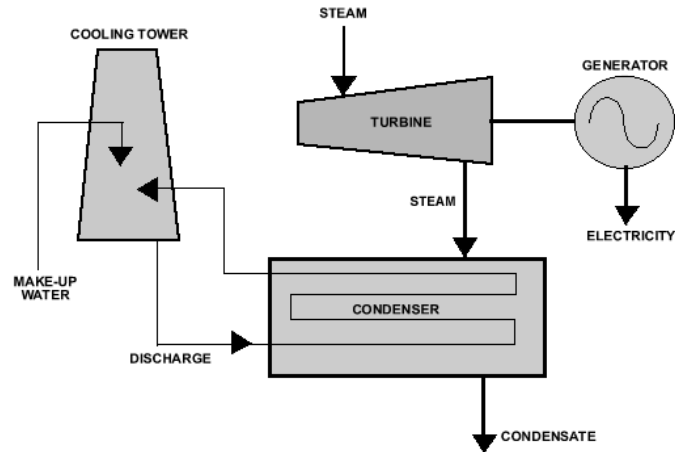 STEAM
COOLING TOWER
GENERATOR
TURBINE
STEAM
ELECTRICITY
MAKE-UP
WATER
CONDENSER
DISCHARGE
CONDENSATE